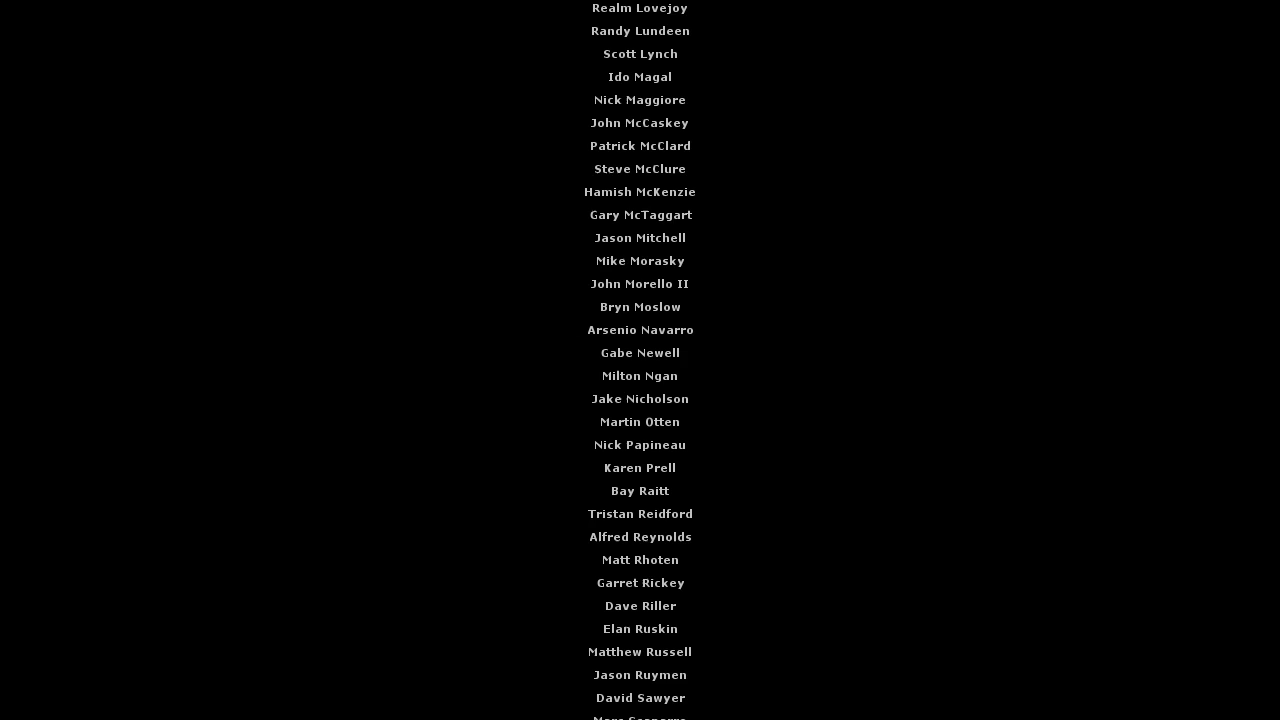 Realm Lovejoy
Randy Lundeen
Scott Lynch
Ido Magal
Nick Maggiore
John McCaskey
Patrick McClard
Steve McClure
Hamish McKenzie
Gary McTaggart
Jason Mitchell
Mike Morasky
John Morello II
Bryn Moslow
Arsenio Navarro
Gabe Newell
Milton Ngan
Jake Nicholson
Martin Otten
Nick Papineau
Karen Prell
Bay Raitt
Tristan Reidford
Alfred Reynolds
Matt Rhoten
Garret Rickey
Dave Riller
Elan Ruskin
Matthew Russell
Jason Ruymen
David Sawyer